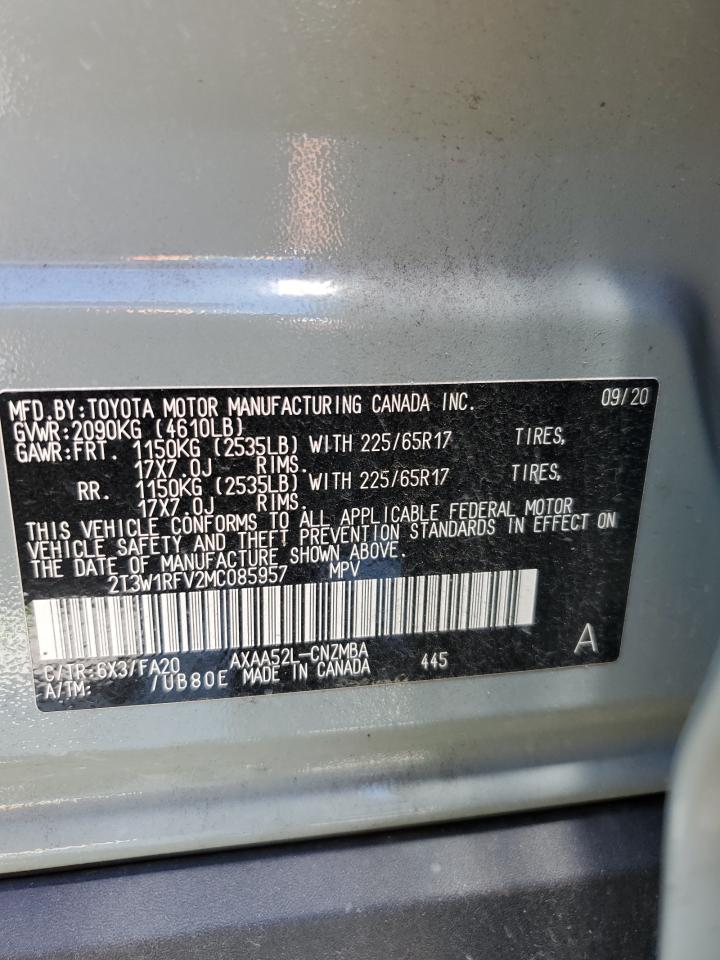 MFD.BY:TOYOTA MOTOR MANUFACTURING CANADA INC. 09/20
GVWR:2090KG (4610LB)
GAWR:FRT. 1150KG (2535LB) WITH 225/65R17 TIRES,
17X7.0J RIMS.
RR. 1150KG (2535LB) WITH 225/65R17 TIRES,
17X7.0J RIMS.
THIS VEHICLE CONFORMS TO ALL APPLICABLE FEDERAL MOTOR
VEHICLE SAFETY AND THEFT PREVENTION STANDARDS IN EFFECT ON
THE DATE OF MANUFACTURE SHOWN ABOVE.
2T3W1RFV2MC085957 MPV
C/TR:6X3/FA20 AXAA52L-CNZMBA 445 A
A/TM: /UB80E MADE IN CANADA